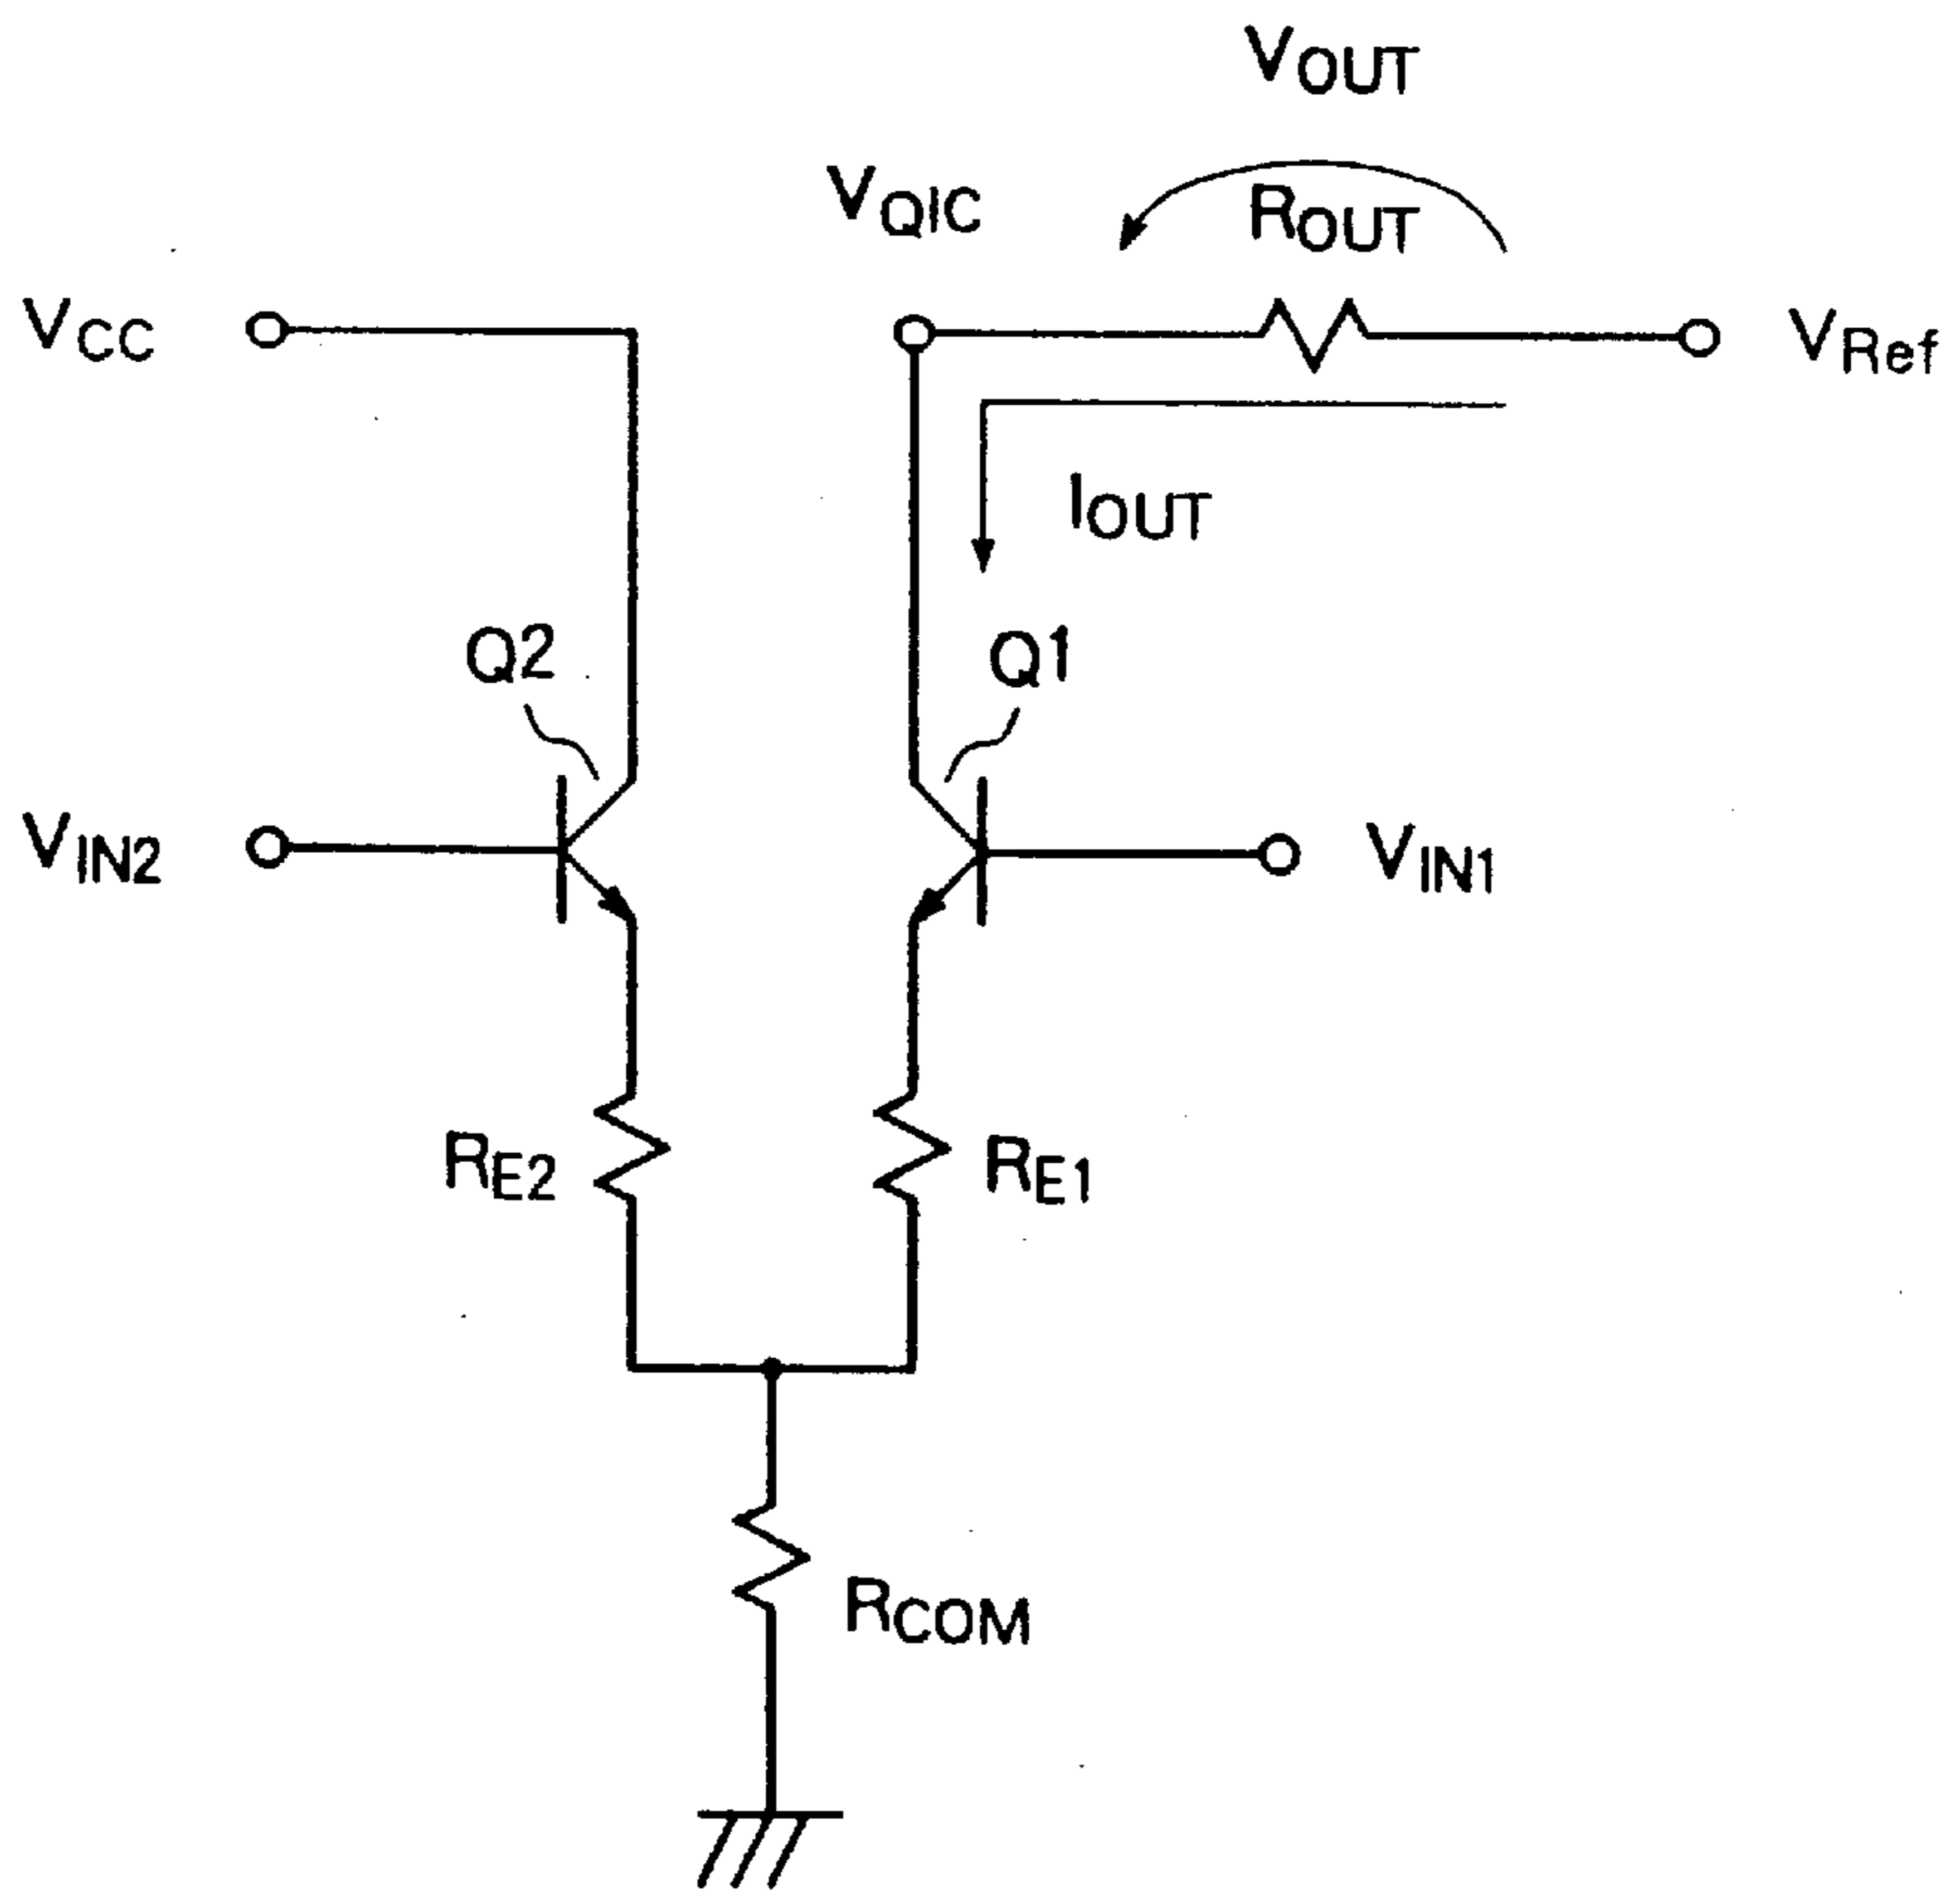 VOUT
VQIC
ROUT
VCC
VRef
IOUT
Q2
Q1
VIN2
VIN1
RE2
RE1
RCOM